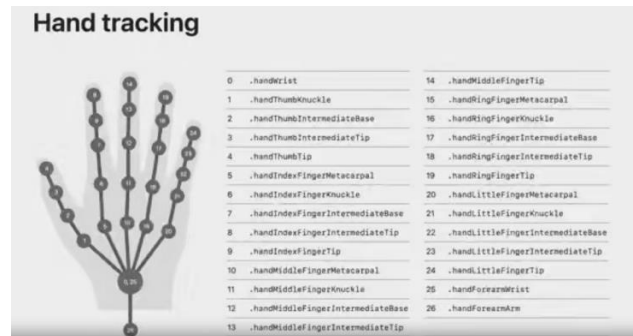 Hand tracking
0 .handWrist
1 .handThumbKnuckle
2 .handThumbIntermediateBase
3 .handThumbIntermediateTip
4 .handThumbTip
5 .handIndexFingerMetacarpal
6 .handIndexFingerKnuckle
7 .handIndexFingerIntermediateBase
8 .handIndexFingerIntermediateTip
9 .handIndexFingerTip
10 .handMiddleFingerMetacarpal
11 .handMiddleFingerKnuckle
12 .handMiddleFingerIntermediateBase
13 .handMiddleFingerIntermediateTip
14 .handMiddleFingerTip
15 .handRingFingerMetacarpal
16 .handRingFingerKnuckle
17 .handRingFingerIntermediateBase
18 .handRingFingerIntermediateTip
19 .handRingFingerTip
20 .handLittleFingerMetacarpal
21 .handLittleFingerKnuckle
22 .handLittleFingerIntermediateBase
23 .handLittleFingerIntermediateTip
24 .handLittleFingerTip
25 .handForearmWrist
26 .handForearmArm